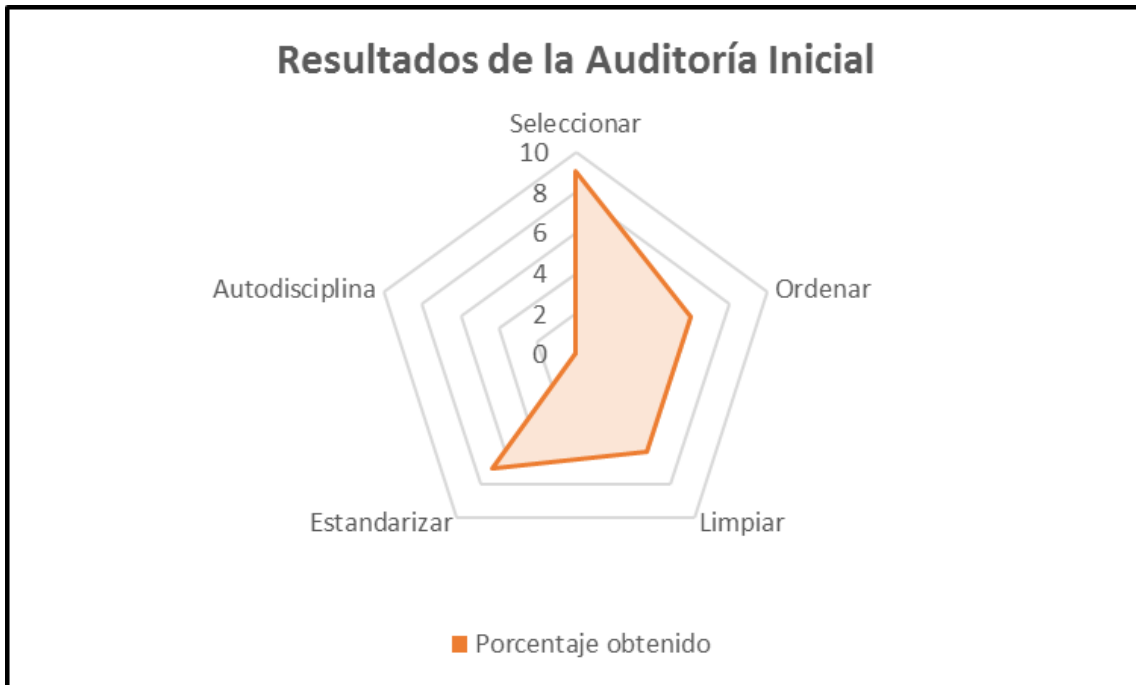 Resultados de la Auditoría Inicial
Seleccionar
10
8
6
4
2
0
Autodisciplina
Ordenar
Estandarizar
Limpiar
Porcentaje obtenido